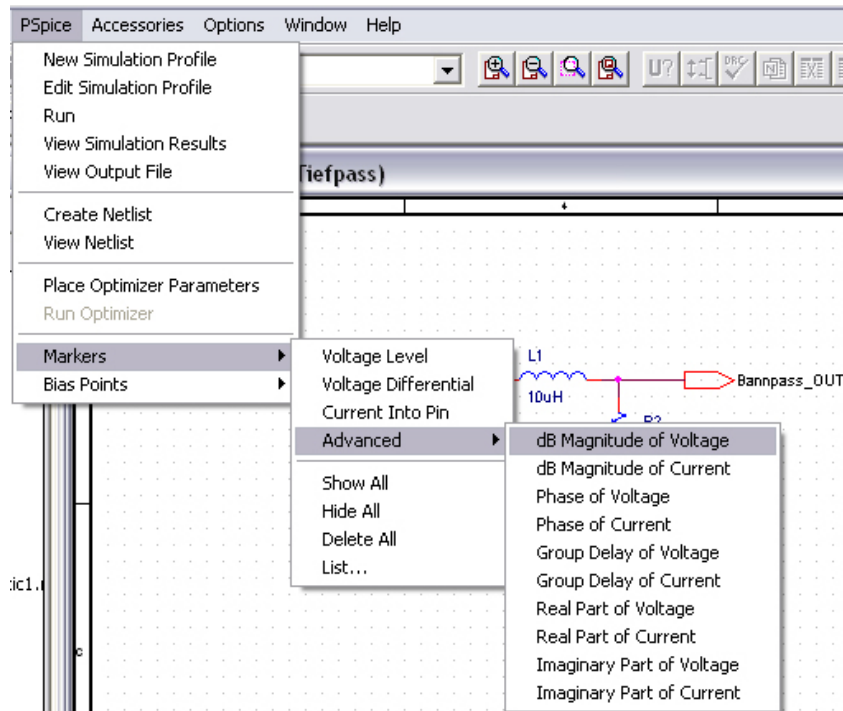 PSpice Accessories Options Window Help
U? DRC
New Simulation Profile
Edit Simulation Profile
Run
View Simulation Results
View Output File
Tiefpass)
Create Netlist
4
View Netlist
Place Optimizer Parameters
Run Optimizer
Markers
Bias Points
Voltage Level
Voltage Differential
Current Into Pin
Advanced
Show All
Hide All
Delete All
List...
L1
10uH
Bannpass_OUT
dB Magnitude of Voltage
dB Magnitude of Current
Phase of Voltage
Phase of Current
Group Delay of Voltage
Group Delay of Current
Real Part of Voltage
Real Part of Current
Imaginary Part of Voltage
Imaginary Part of Current
C